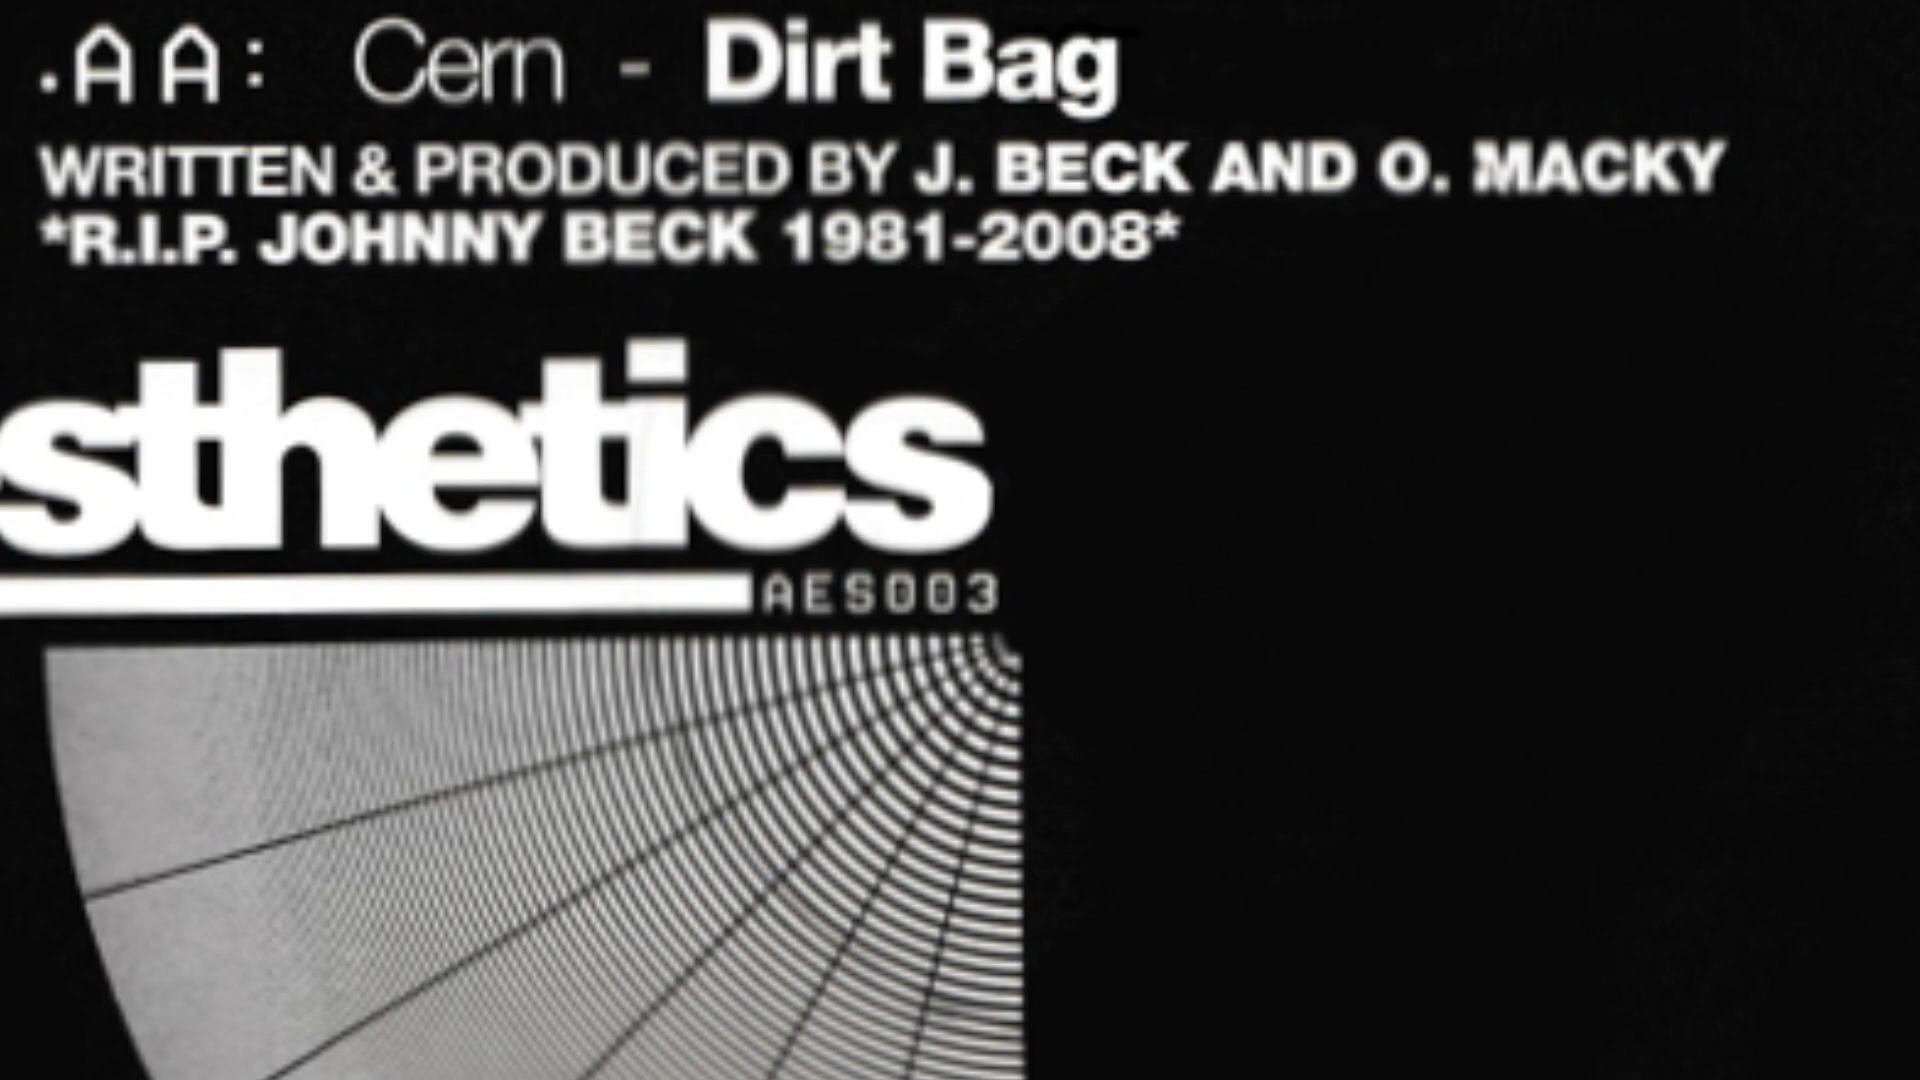 .AA: Cern - Dirt Bag
WRITTEN & PRODUCED BY J. BECK AND O. MACKY
*R.I.P. JOHNNY BECK 1981-2008*
sthetics
AES003